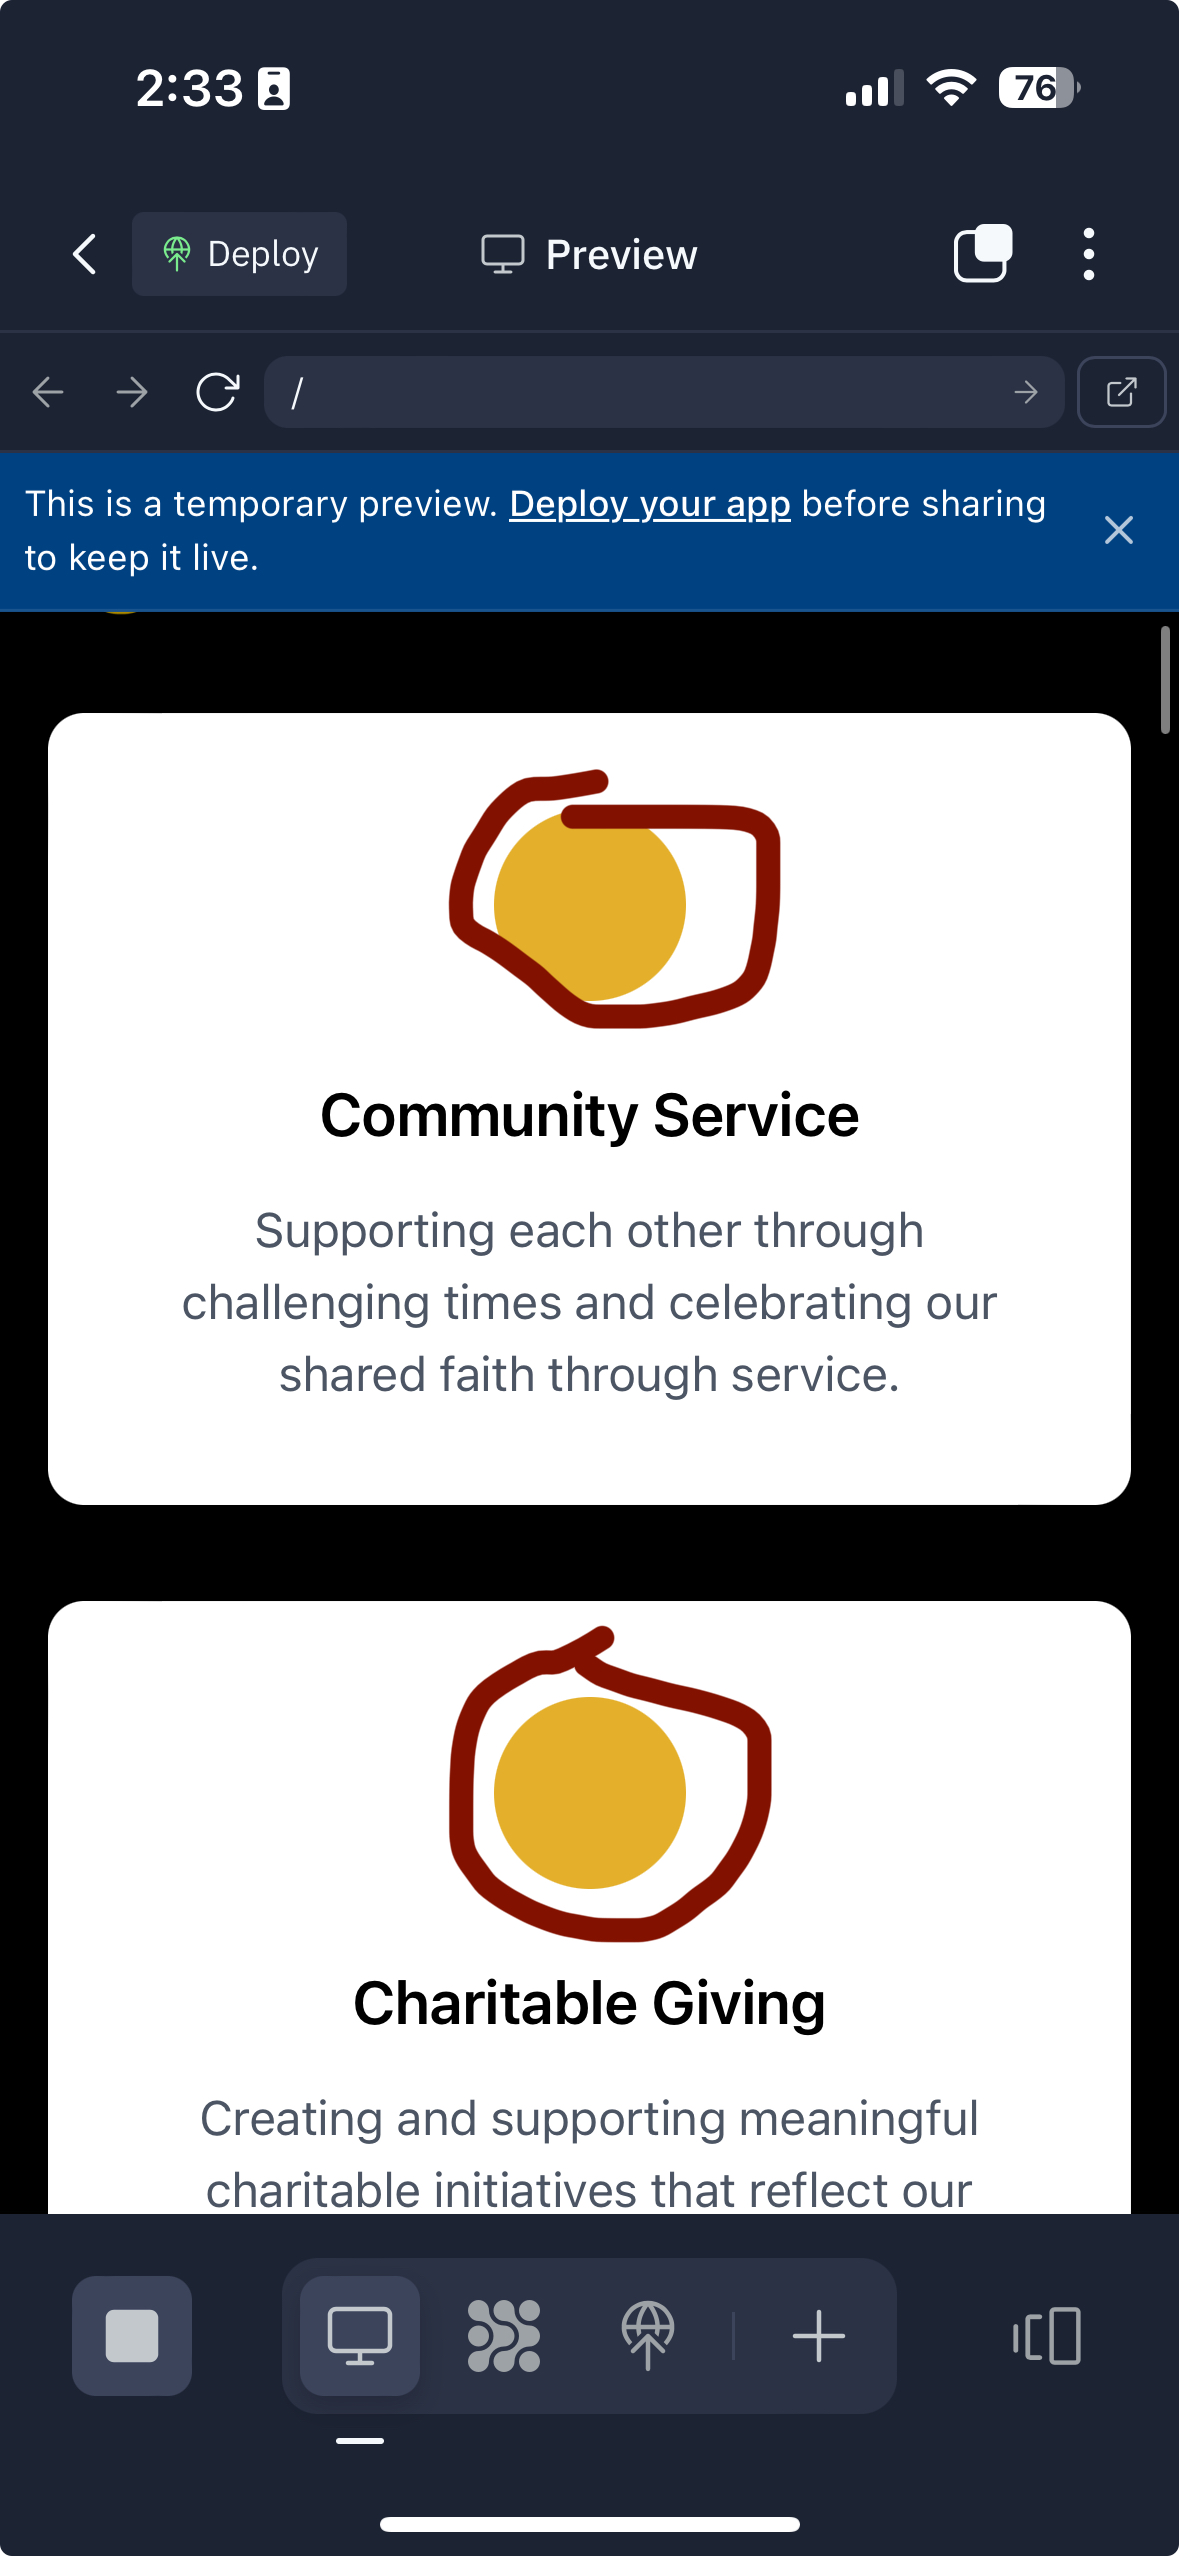 2:33
76
Deploy
Preview
/
This is a temporary preview. Deploy your app before sharing
to keep it live.
Community Service
Supporting each other through
challenging times and celebrating our
shared faith through service.
Charitable Giving
Creating and supporting meaningful
charitable initiatives that reflect our